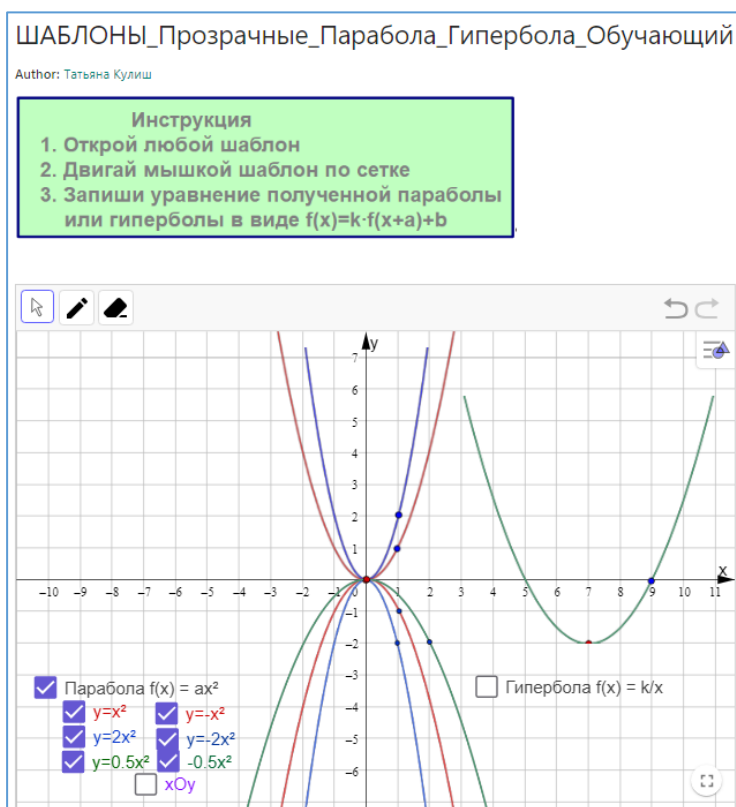 ШАБЛОНЫ_Прозрачные_Парабола_Гипербола_Обучающий
Author: Татьяна Кулиш
Инструкция
1. Открой любой шаблон
2. Двигай мышкой шаблон по сетке
3. Запиши уравнение полученной параболы
или гиперболы в виде f(x)=k·f(x+a)+b
y
7
6
5
4
3
2
1
x
–10 –9 –8 –7 –6 –5 –4 –3 –2 –1 0 1 2 3 4 5 6 7 8 9 10 11
–1
–2
–3
–4
–5
–6
Парабола f(x) = ax²
Гипербола f(x) = k/x
y=x² y=-x²
y=2x² y=-2x²
y=0.5x² -0.5x²
xOy